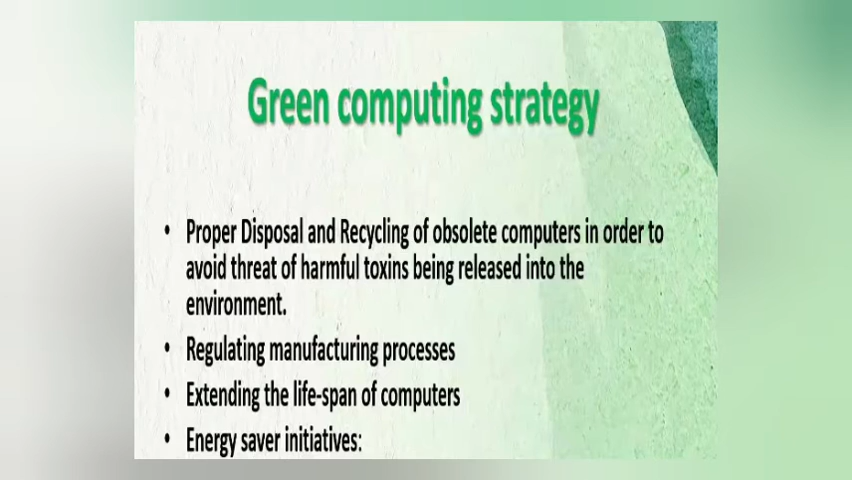 Green computing strategy
• Proper Disposal and Recycling of obsolete computers in order to
avoid threat of harmful toxins being released into the
environment.
• Regulating manufacturing processes
• Extending the life-span of computers
• Energy saver initiatives: